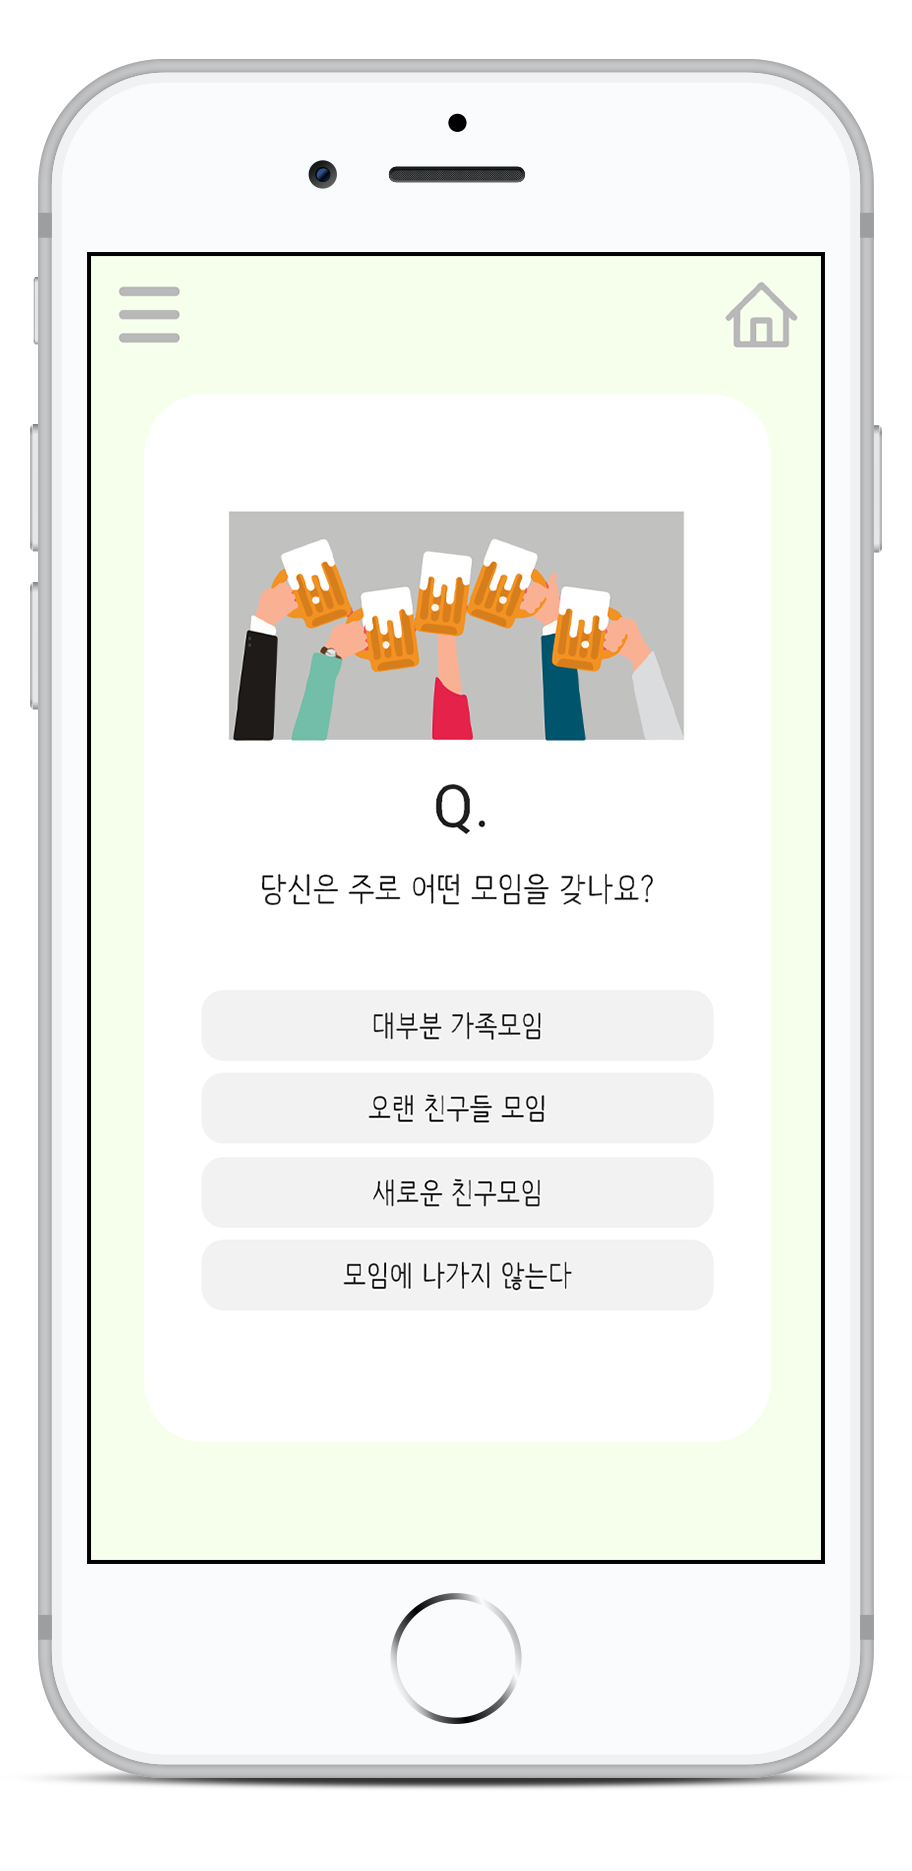 Q.
당신은 주로 어떤 모임을 갖나요?
대부분 가족모임
오랜 친구들 모임
새로운 친구모임
모임에 나가지 않는다